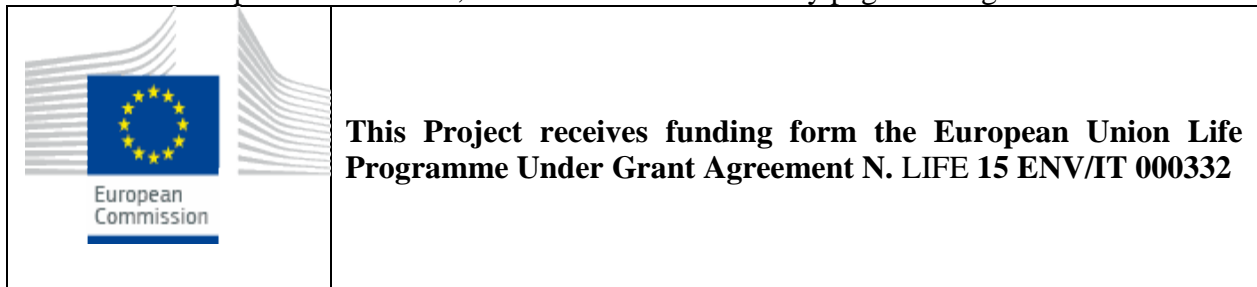 European
Commission
This Project receives funding form the European Union Life
Programme Under Grant Agreement N. LIFE 15 ENV/IT 000332